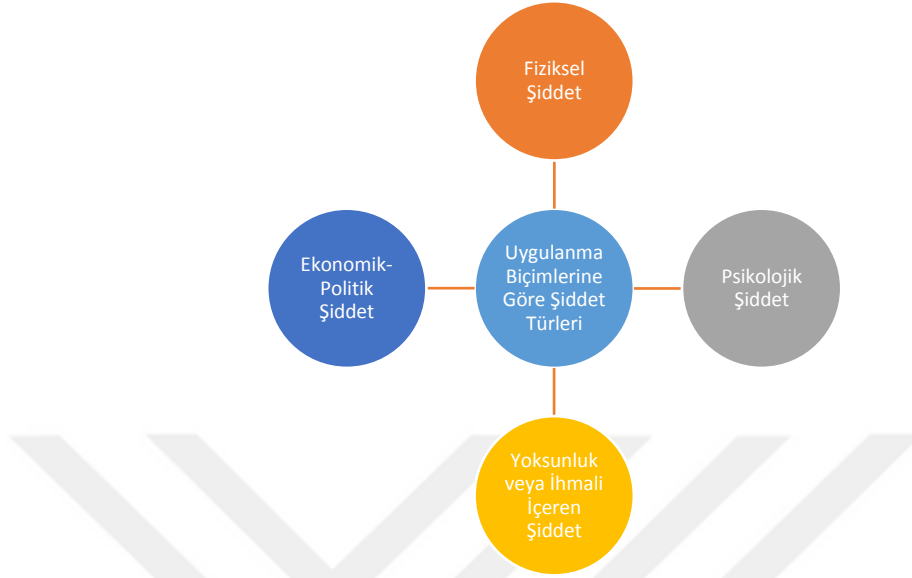 Fiziksel
Şiddet
Ekonomik-
Politik
Şiddet
Uygulanma
Biçimlerine
Göre Şiddet
Türleri
Psikolojik
Şiddet
Yoksunluk
veya İhmali
İçeren
Şiddet